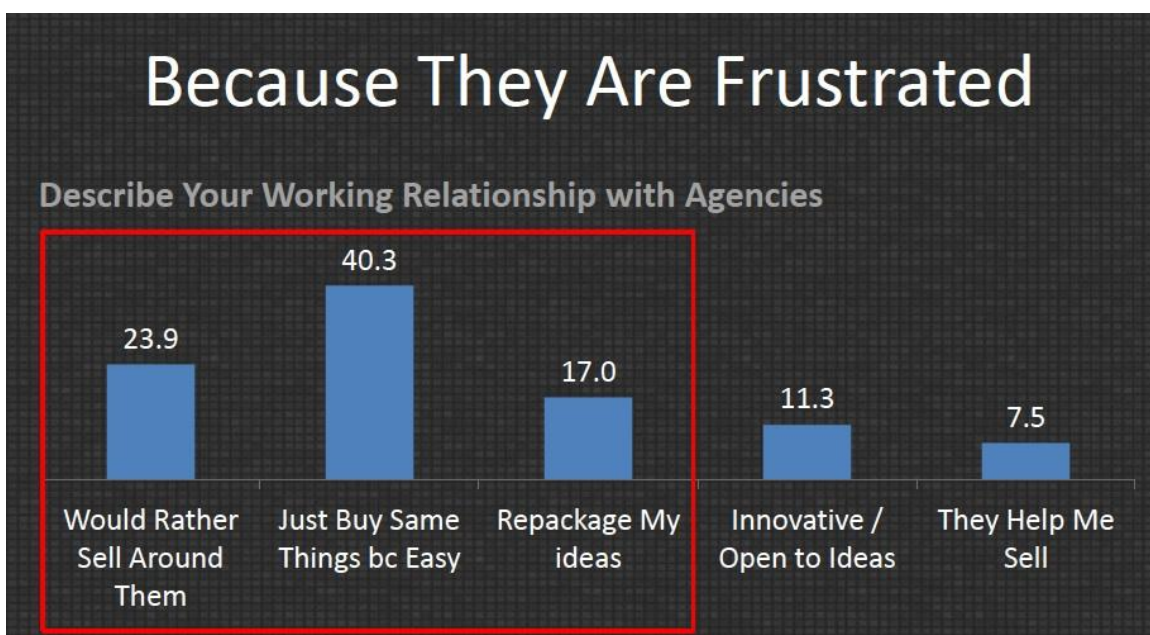 Because They Are Frustrated
Describe Your Working Relationship with Agencies
40.3
23.9
17.0
11.3
7.5
Would Rather
Sell Around
Them
Just Buy Same
Things bc Easy
Repackage My
ideas
Innovative /
Open to Ideas
They Help Me
Sell